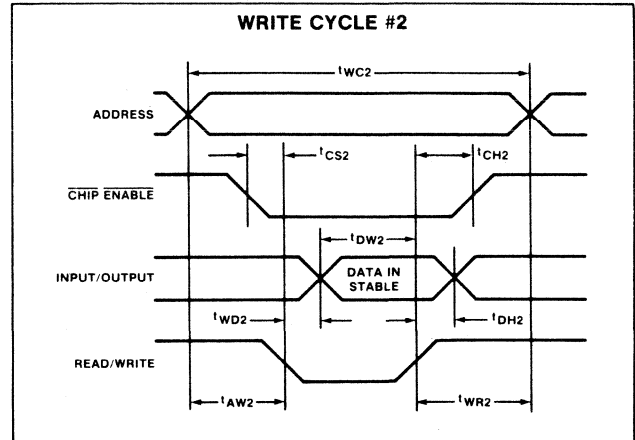 WRITE CYCLE #2
tWC2
ADDRESS
tCS2
tCH2
CHIP ENABLE
tDW2
INPUT/OUTPUT
DATA IN
STABLE
tWD2
tDH2
READ/WRITE
tAW2
tWR2